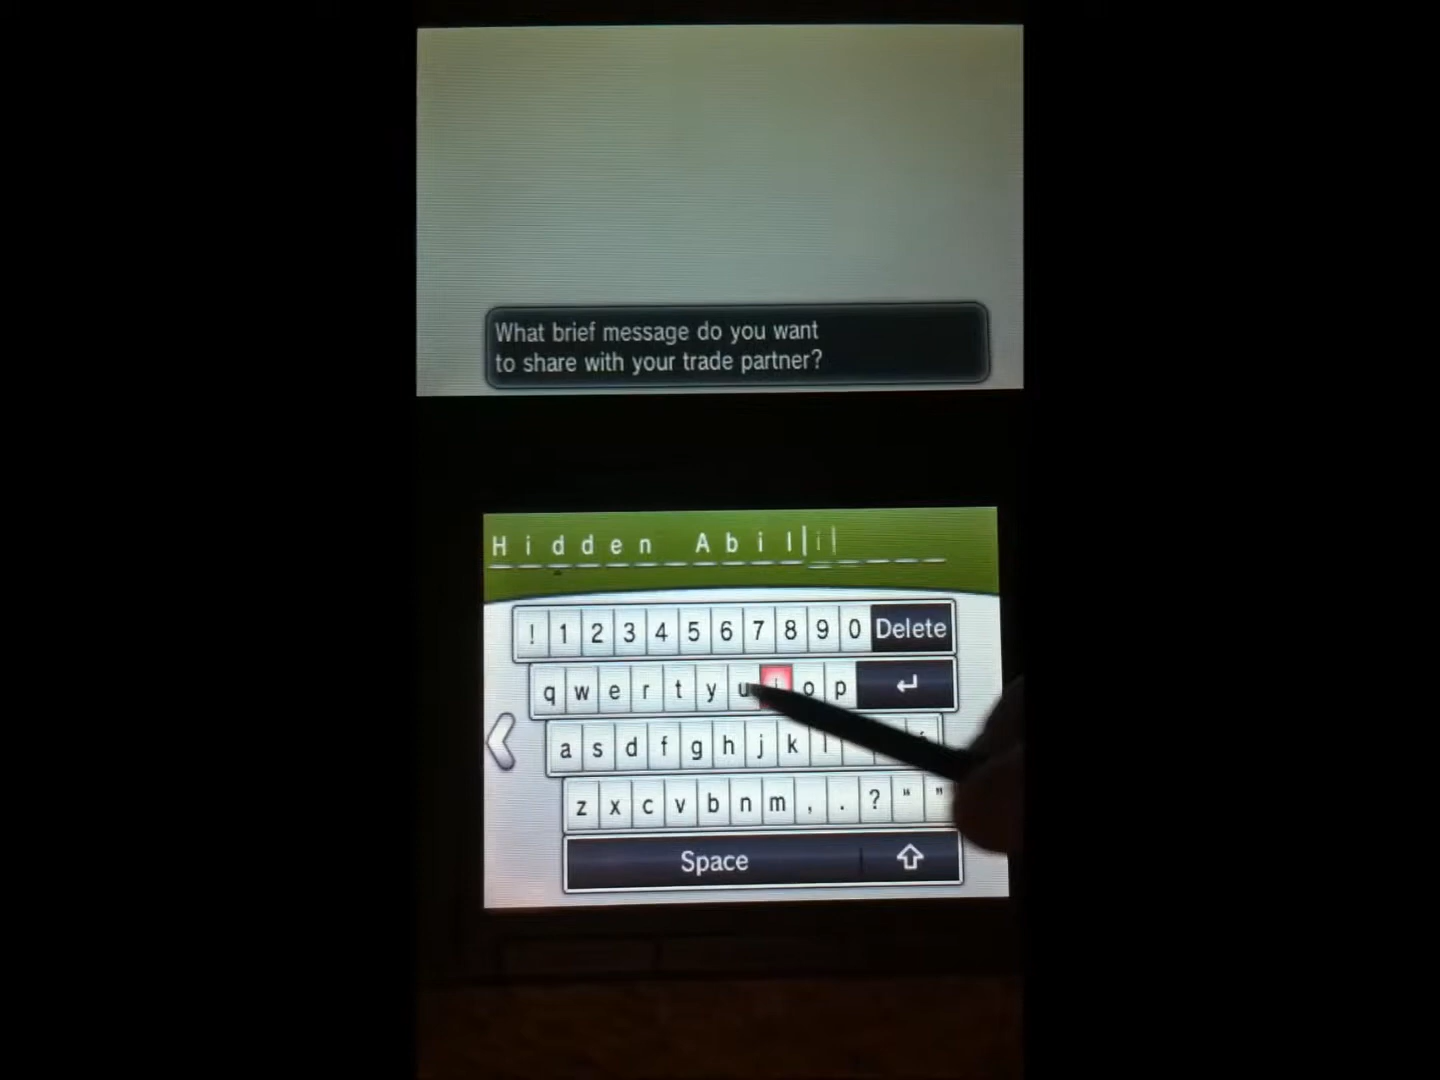 What brief message do you want
to share with your trade partner?
Hidden Abili
! 1 2 3 4 5 6 7 8 9 0 Delete
q w e r t y u i o p
a s d f g h j k l
z x c v b n m , . ? “ ”
Space